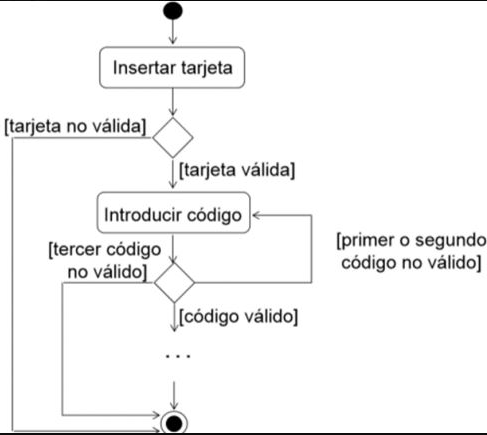 Insertar tarjeta
[tarjeta no válida]
[tarjeta válida]
Introducir código
[primer o segundo
código no válido]
[tercer código
no válido]
[código válido]
. . .